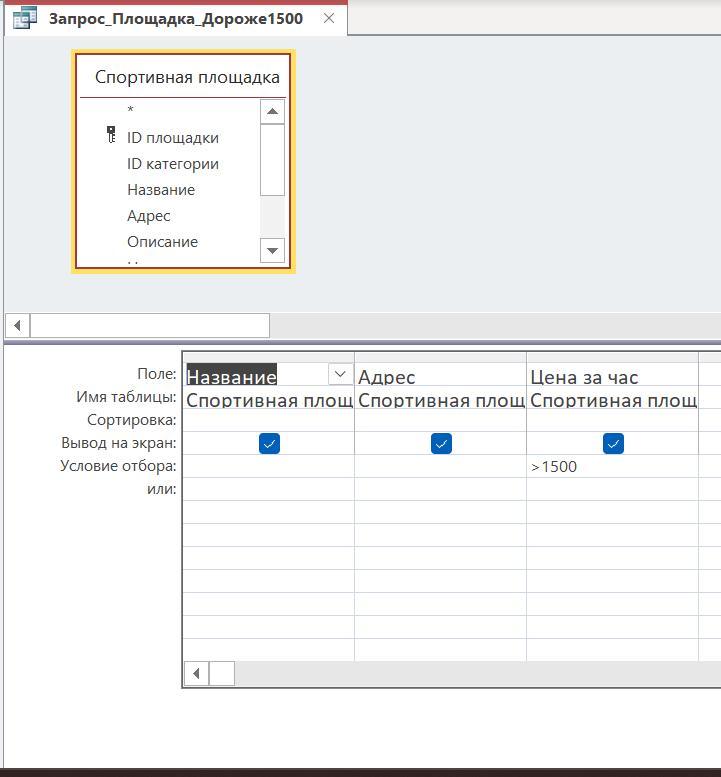 Запрос_Площадка_Дороже1500
Спортивная площадка
*
ID площадки
ID категории
Название
Адрес
Описание
Поле: Название Адрес Цена за час
Имя таблицы: Спортивная площ Спортивная площ Спортивная площ
Сортировка:
Вывод на экран:
Условие отбора: >1500
или: